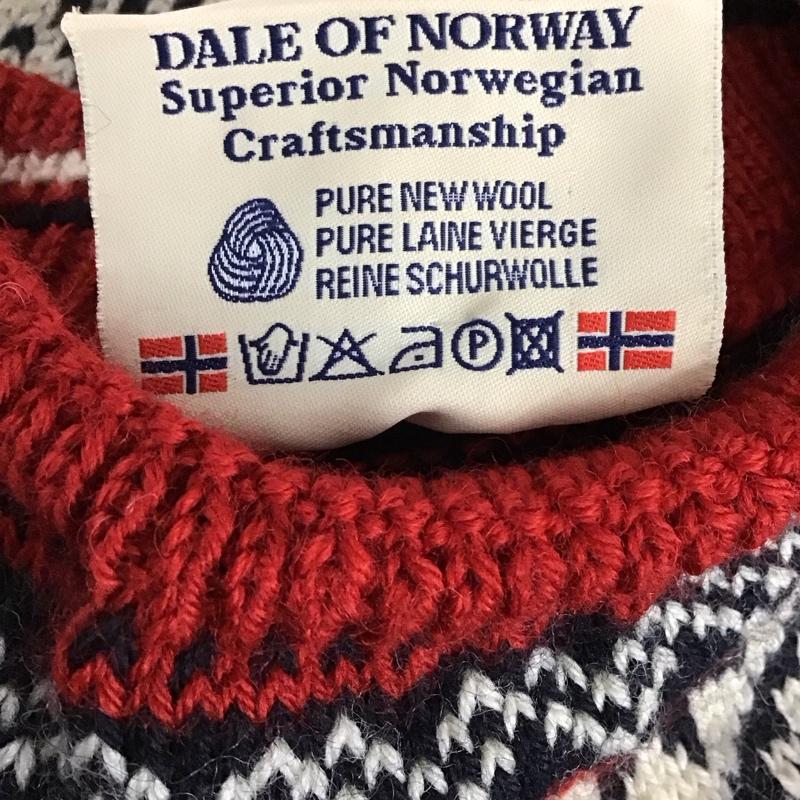 DALE OF NORWAY
Superior Norwegian
Craftsmanship
PURE NEW WOOL
PURE LAINE VIERGE
REINE SCHURWOLLE
P